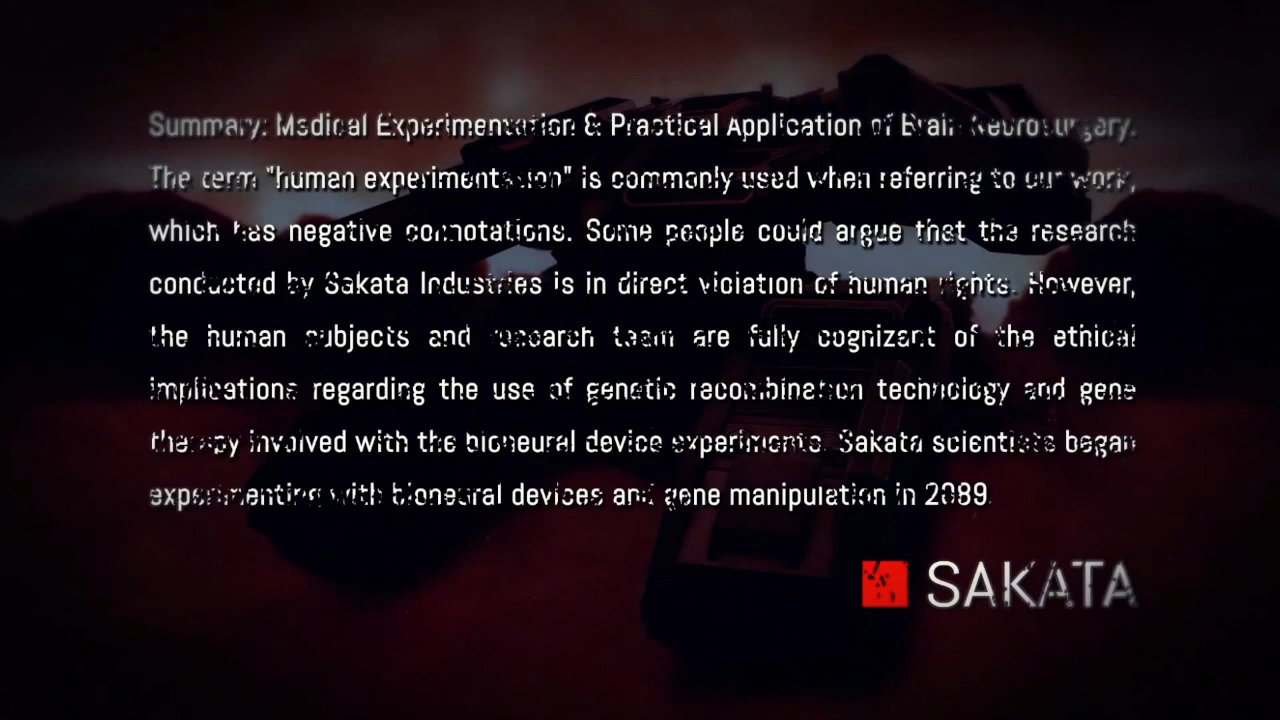 Summary: Medical Experimentation & Practical Application of Brain Neurosurgery.
The term "human experimentation" is commonly used when referring to our work,
which has negative connotations. Some people could argue that the research
conducted by Sakata Industries is in direct violation of human rights. However,
the human subjects and research team are fully cognizant of the ethical
implications regarding the use of genetic recombination technology and gene
therapy involved with the bioneural device experiments. Sakata scientists began
experimenting with bioneural devices and gene manipulation in 2089.
SAKATA